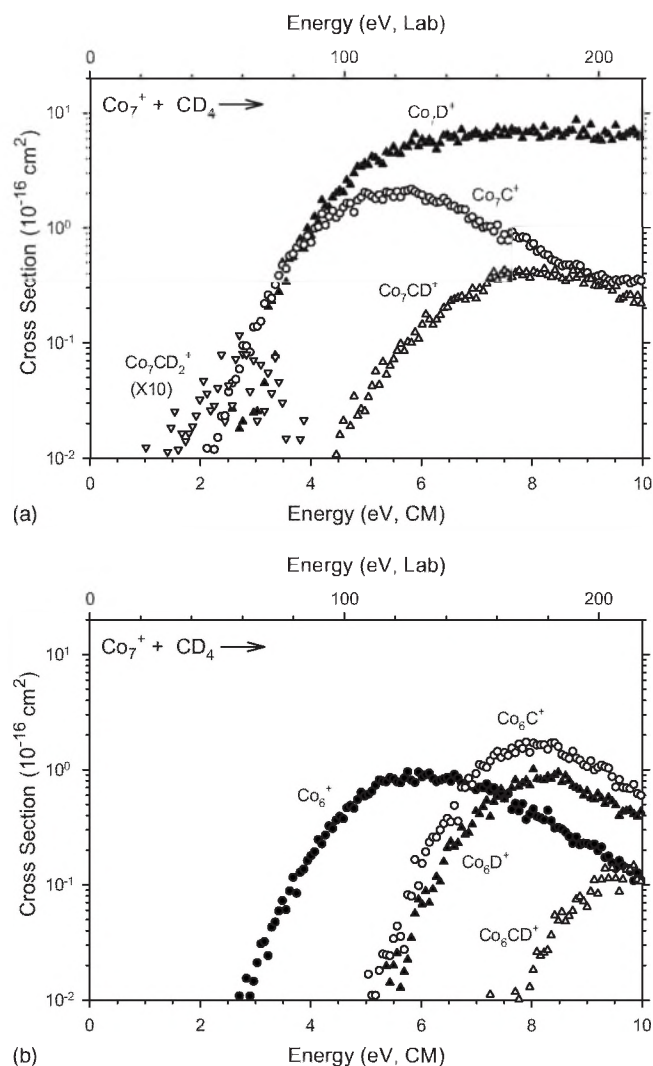 Energy (eV, Lab)
0 100 200
Co₇⁺ + CD₄ →
Co₇D⁺
Co₇C⁺
Co₇CD⁺
Co₇CD₂⁺
(X10)
Cross Section (10⁻¹⁶ cm²)
10¹
10⁰
10⁻¹
10⁻²
0 2 4 6 8 10
(a)
Energy (eV, CM)
Energy (eV, Lab)
0 100 200
Co₇⁺ + CD₄ →
Co₆C⁺
Co₆⁺
Co₆D⁺
Co₆CD⁺
Cross Section (10⁻¹⁶ cm²)
10¹
10⁰
10⁻¹
10⁻²
0 2 4 6 8 10
(b)
Energy (eV, CM)